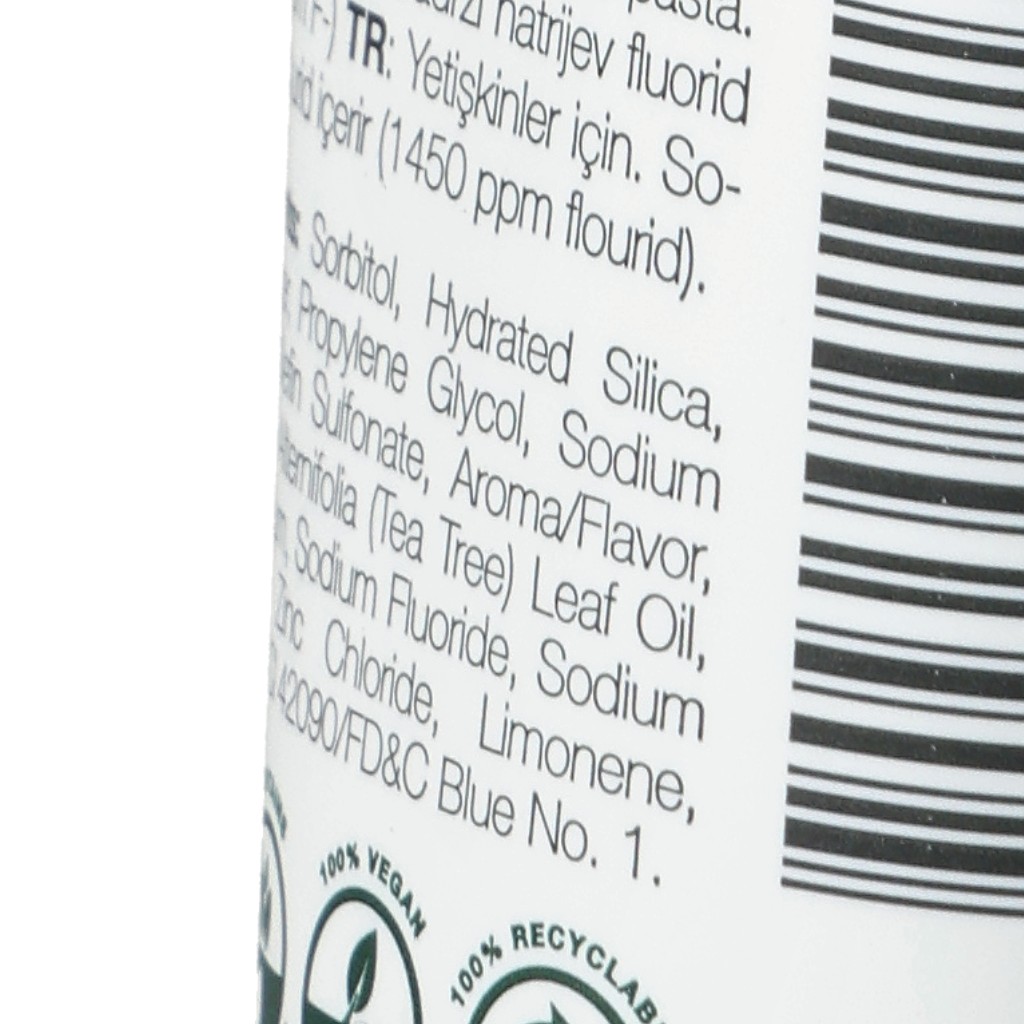 pasta.
natrijev fluorid
TR: Yetişkinler için. So-
içerir (1450 ppm flourid).
Sorbitol, Hydrated Silica,
Propylene Glycol, Sodium
Sulfonate, Aroma/Flavor,
(Tea Tree) Leaf Oil,
Sodium Fluoride, Sodium
Zinc Chloride, Limonene,
42090/FD&C Blue No. 1.
100% VEGAN
100% RECYCLAB